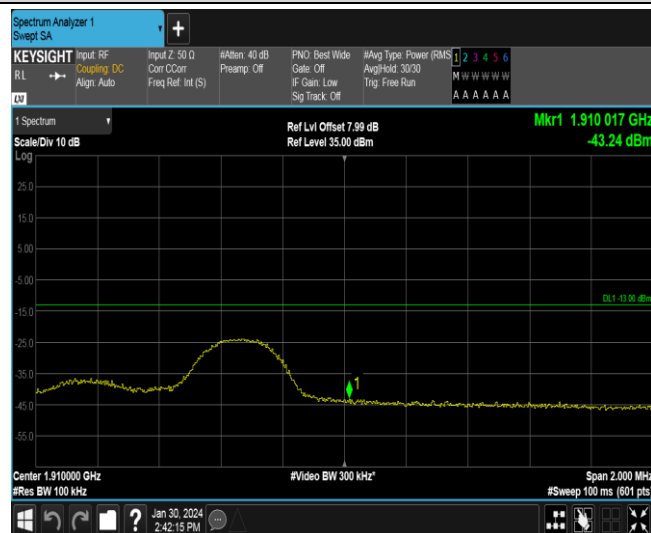 Spectrum Analyzer 1
Swept SA
+
KEYSIGHT Input: RF Input Z: 50 Ω #Atten: 40 dB PNO: Best Wide #Avg Type: Power (RMS 1 2 3 4 5 6
RL Coupling: DC Corr CCorr Preamp: Off Gate: Off Avg|Hold: 30/30 M W W W W W
Align: Auto Freq Ref: Int (S) IF Gain: Low Trig: Free Run
Sig Track: Off A A A A A A
LXI
1 Spectrum Ref Lvl Offset 7.99 dB Mkr1 1.910 017 GHz
Scale/Div 10 dB Ref Level 35.00 dBm -43.24 dBm
Log
25.0
15.0
5.00
-5.00
DL1 -13.00 dBm
-15.0
-25.0
-35.0
1
-45.0
-55.0
Center 1.910000 GHz #Video BW 300 kHz* Span 2.000 MHz
#Res BW 100 kHz #Sweep 100 ms (601 pts)
? Jan 30, 2024
2:42:15 PM